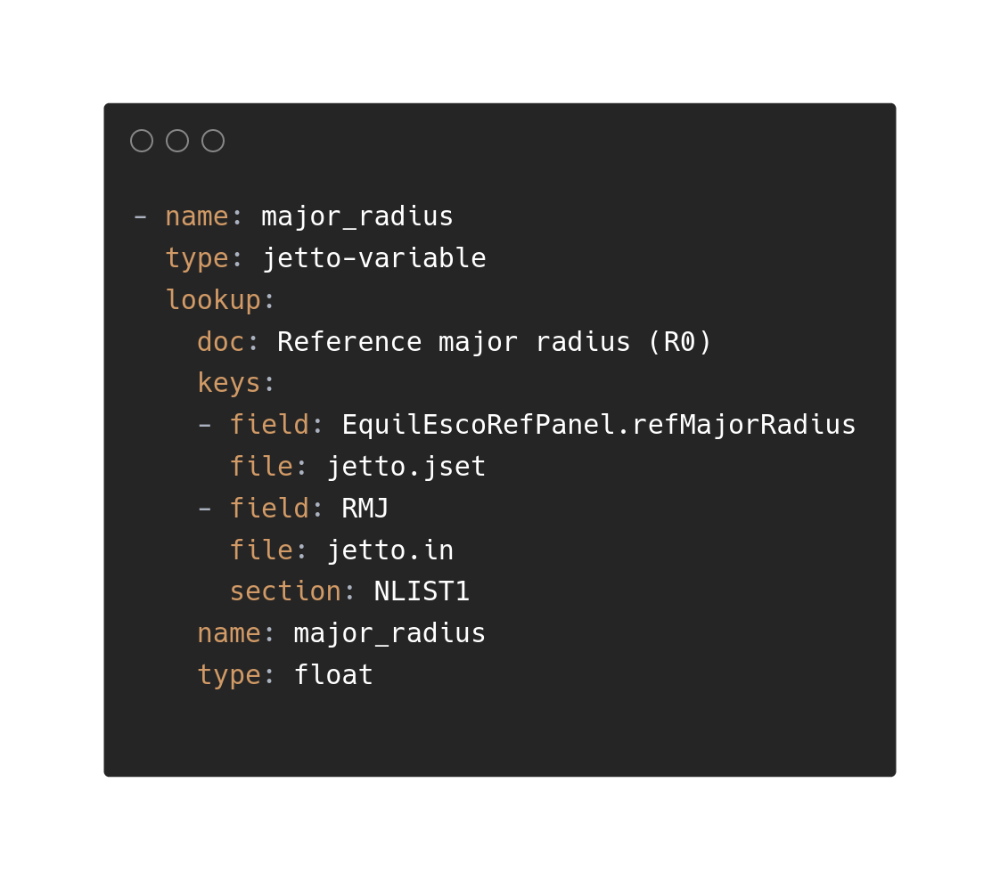 - name: major_radius
  type: jetto-variable
  lookup:
    doc: Reference major radius (R0)
    keys:
    - field: EquilEscoRefPanel.refMajorRadius
      file: jetto.jset
    - field: RMJ
      file: jetto.in
      section: NLIST1
    name: major_radius
    type: float